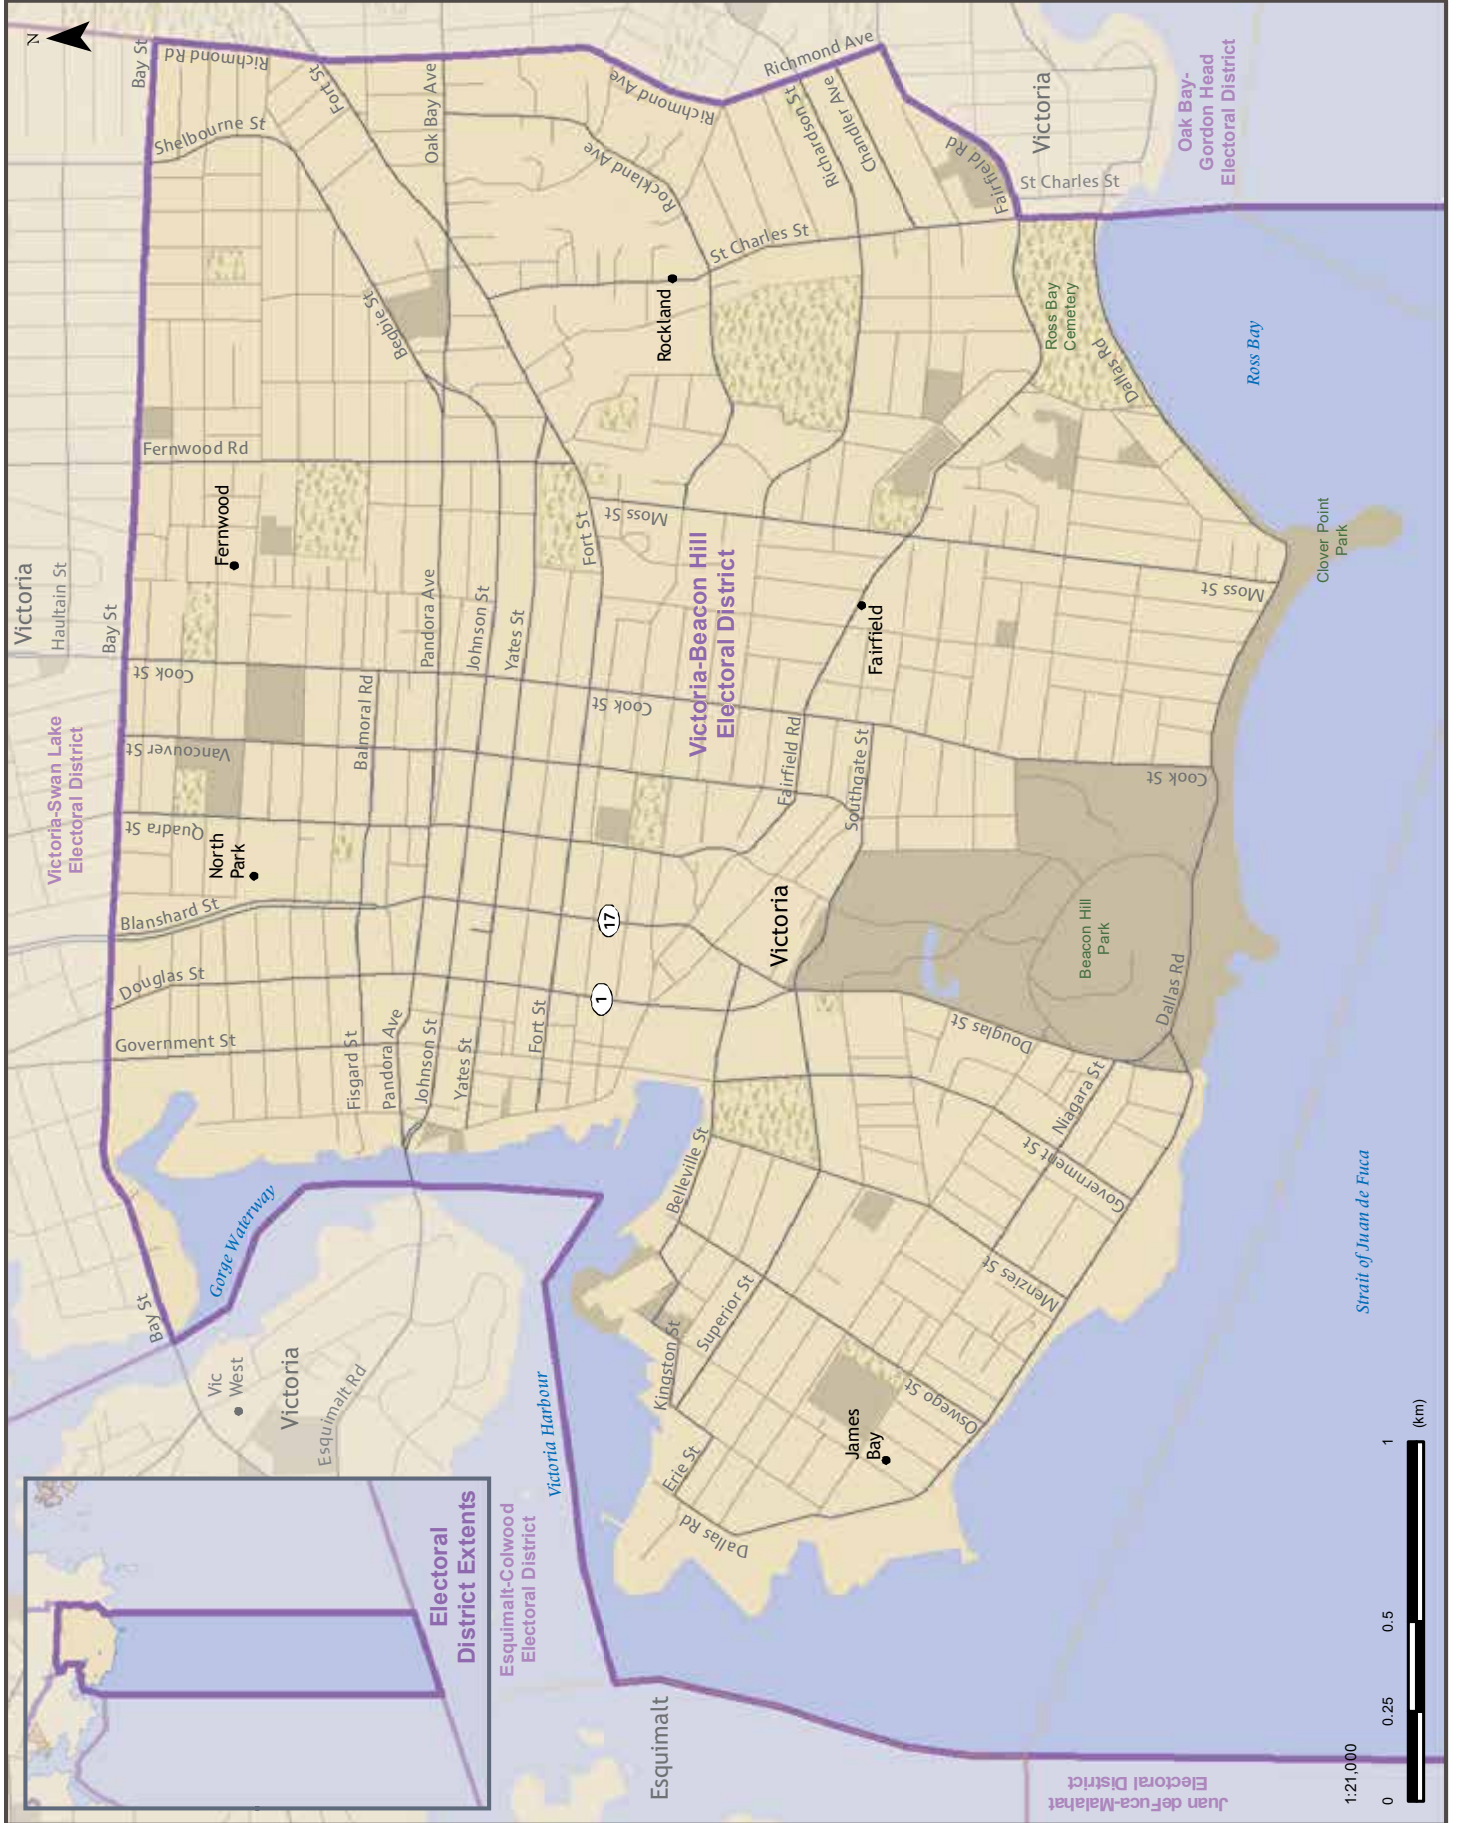 N
Victoria-Swan Lake
Electoral District
Victoria
Haultain St
Bay St
Bay St
Bay St
Gorge Waterway
Vic
West
Victoria
Esquimalt Rd
Electoral
District Extents
Esquimalt-Colwood
Electoral District
Victoria Harbour
Esquimalt
Government St
Douglas St
Blanshard St
Quadra St
Vancouver St
Cook St
Fernwood Rd
Shelbourne St
Richmond Rd
Fort St
Oak Bay Ave
North
Park
Fernwood
Begbie St
Balmoral Rd
Pandora Ave
Johnson St
Yates St
Fort St
Fisgard St
Pandora Ave
Johnson St
Yates St
Fort St
1
17
Cook St
Moss St
Rockland
Rockland Ave
Richmond Ave
Richmond Ave
Richardson St
Chandler Ave
St Charles St
Fairfield Rd
St Charles St
Victoria
Oak Bay-
Gordon Head
Electoral District
Victoria-Beacon Hill
Electoral District
Fairfield Rd
Southgate St
Fairfield
Victoria
Belleville St
Kingston St
Superior St
Erie St
Dallas Rd
James
Bay
Oswego St
Menzies St
Government St
Niagara St
Douglas St
Beacon Hill
Park
Dallas Rd
Cook St
Moss St
Ross Bay
Cemetery
Dallas Rd
Ross Bay
Clover Point
Park
Strait of Juan de Fuca
Juan deFuca-Malahat
Electoral District
1:21,000
0
0.25
0.5
1
(km)